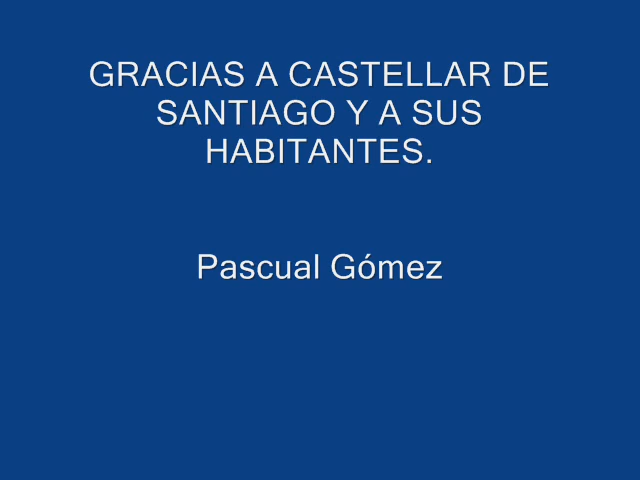 GRACIAS A CASTELLAR DE
SANTIAGO Y A SUS
HABITANTES.
Pascual Gómez